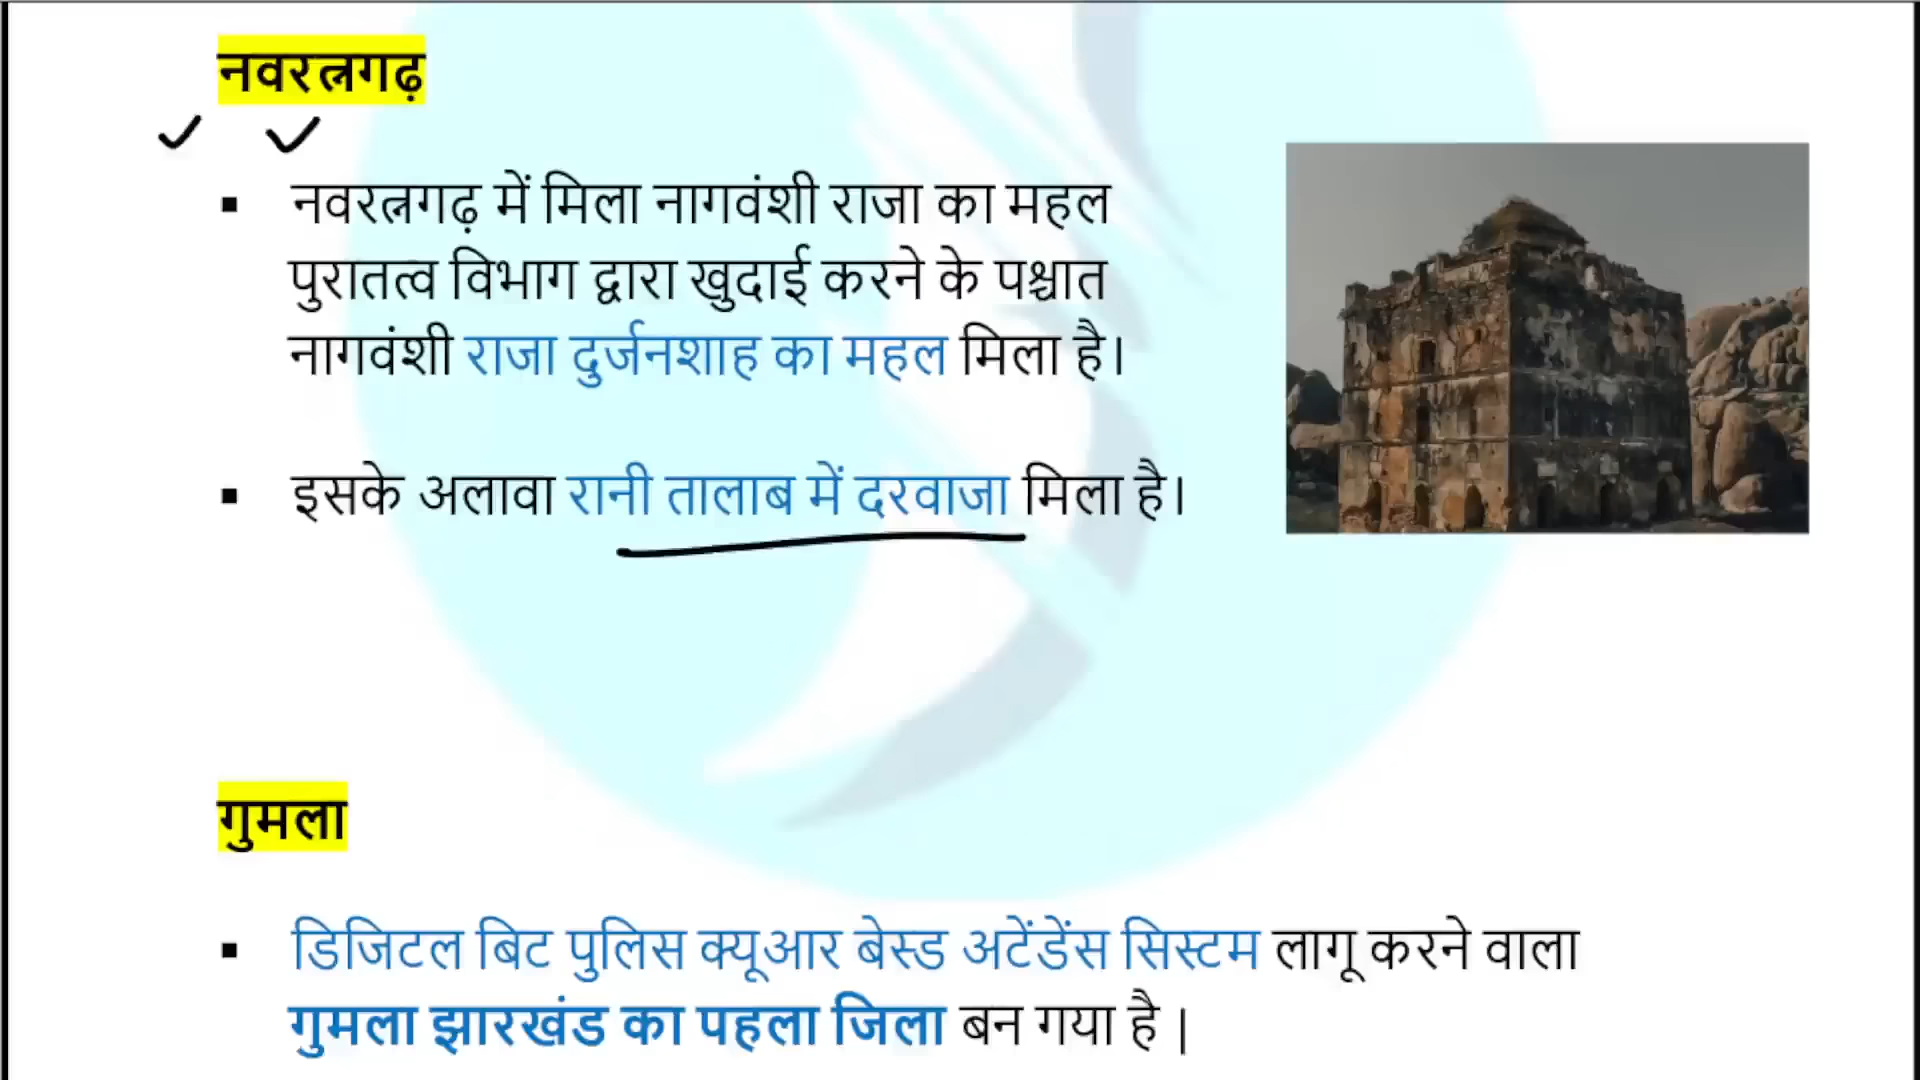 नवरत्नगढ़
▪ नवरत्नगढ़ में मिला नागवंशी राजा का महल
पुरातत्व विभाग द्वारा खुदाई करने के पश्चात
नागवंशी राजा दुर्जनशाह का महल मिला है।
▪ इसके अलावा रानी तालाब में दरवाजा मिला है।
गुमला
▪ डिजिटल बिट पुलिस क्यूआर बेस्ड अटेंडेंस सिस्टम लागू करने वाला
गुमला झारखंड का पहला जिला बन गया है |